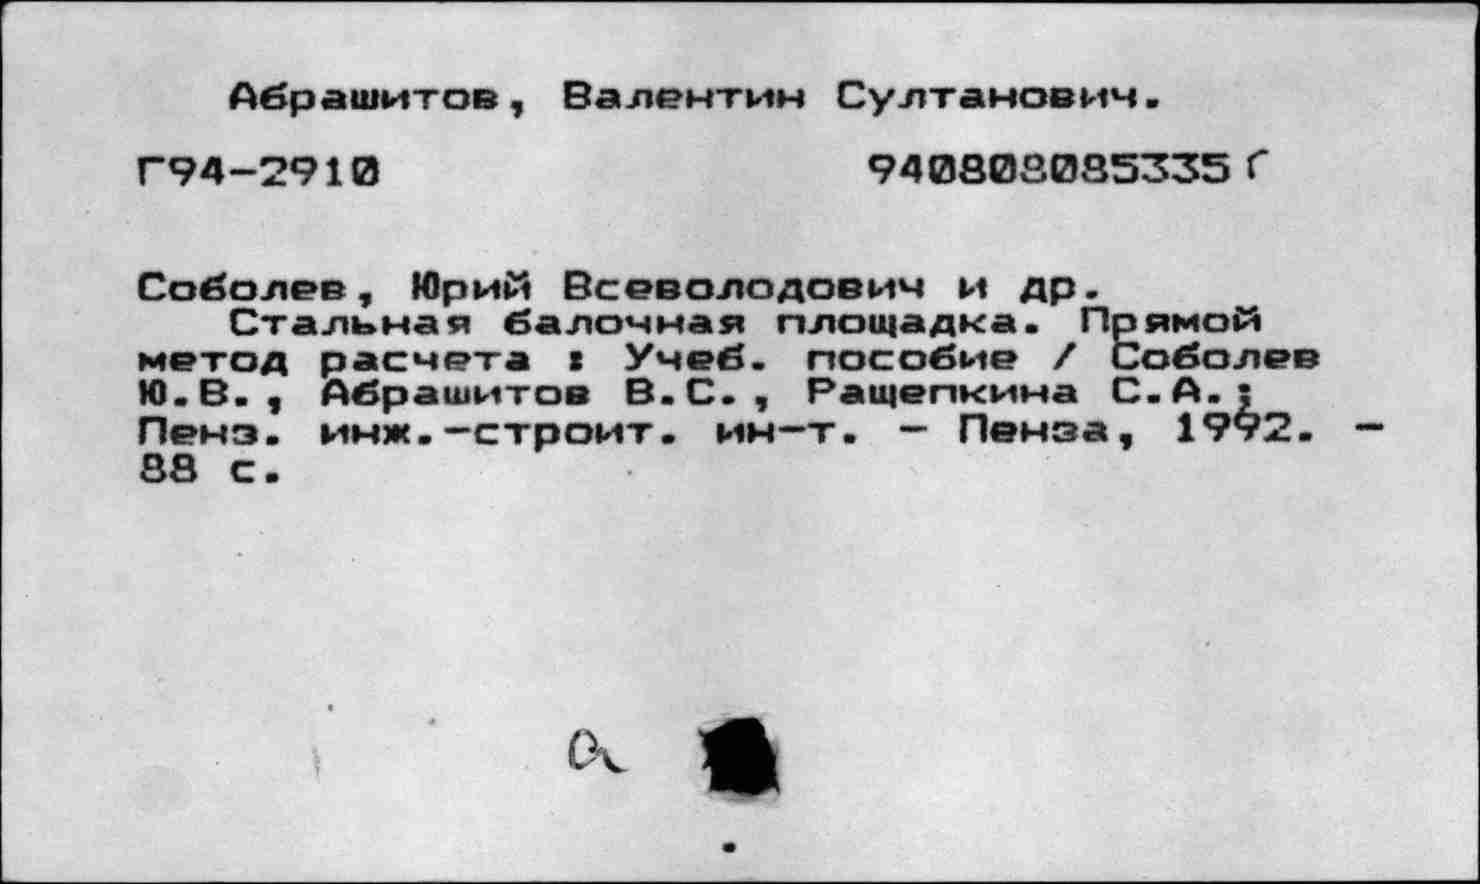 Абрашитов, Валентин Султанович.
Г94-2910 940808085335 Г
Соболев, Юрий Всеволодович и др.
Стальная балочная площадка. Прямой
метод расчета : Учеб. пособие / Соболев
Ю.В., Абрашитов В.С., Ращепкина С.А.;
Пенз. инж.-строит. ин-т. - Пенза, 1992. -
88 с.